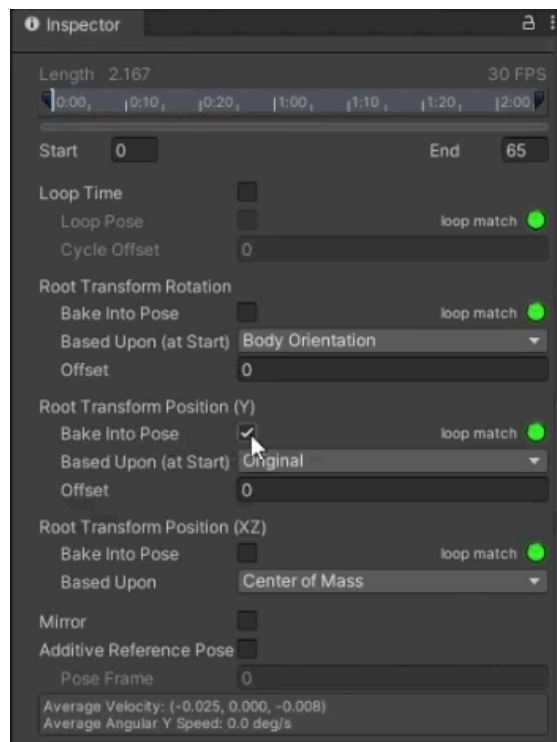 Inspector
Length 2.167 30 FPS
0:00 0:10 0:20 1:00 1:10 1:20 2:00
Start 0 End 65
Loop Time
Loop Pose loop match
Cycle Offset 0
Root Transform Rotation
Bake Into Pose loop match
Based Upon (at Start) Body Orientation
Offset 0
Root Transform Position (Y)
Bake Into Pose loop match
Based Upon (at Start) Original
Offset 0
Root Transform Position (XZ)
Bake Into Pose loop match
Based Upon Center of Mass
Mirror
Additive Reference Pose
Pose Frame 0
Average Velocity: (-0.025, 0.000, -0.008)
Average Angular Y Speed: 0.0 deg/s